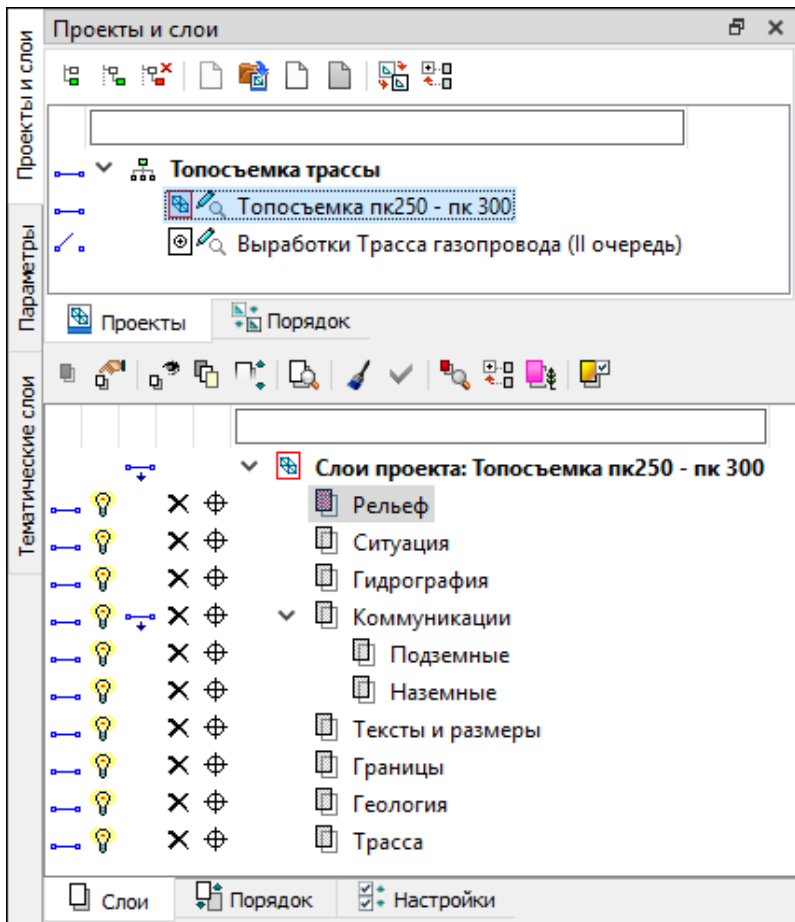 Проекты и слои
Проекты и слои
Параметры
Тематические слои
Топосъемка трассы
Топосъемка пк250 - пк 300
Выработки Трасса газопровода (II очередь)
Проекты
Порядок
Слои проекта: Топосъемка пк250 - пк 300
Рельеф
Ситуация
Гидрография
Коммуникации
Подземные
Наземные
Тексты и размеры
Границы
Геология
Трасса
Слои
Порядок
Настройки